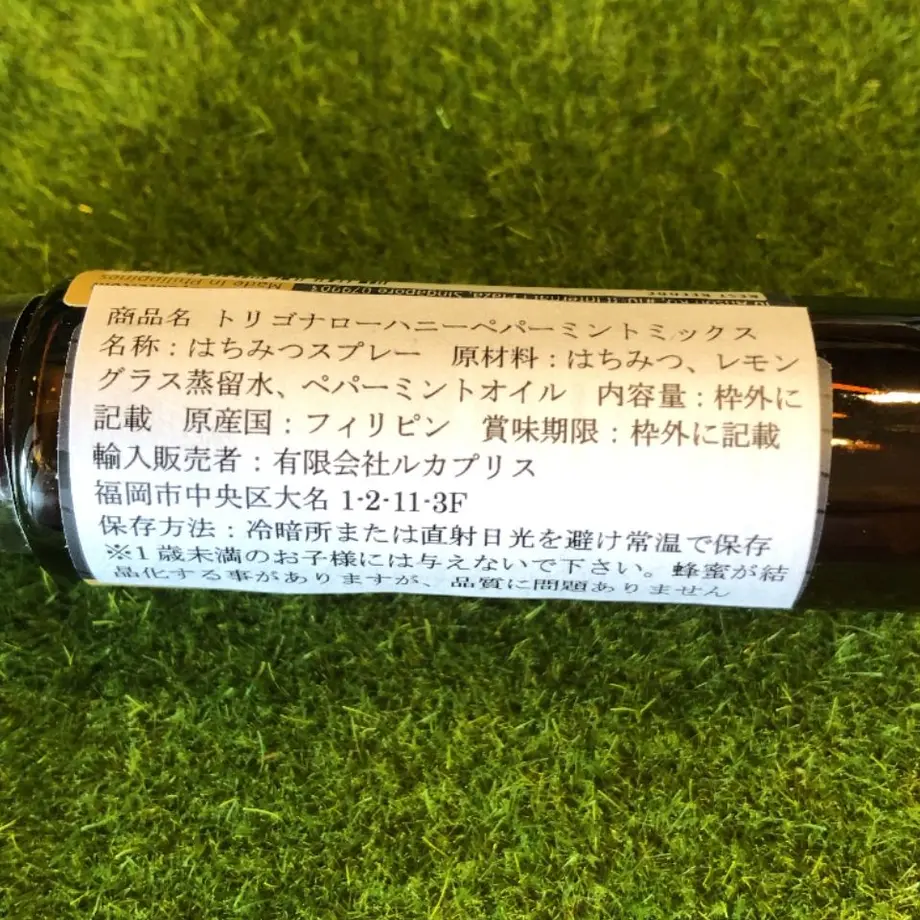 商品名 トリゴナローハニーペパーミントミックス
名称：はちみつスプレー 原材料：はちみつ、レモン
グラス蒸留水、ペパーミントオイル 内容量：枠外に
記載 原産国：フィリピン 賞味期限：枠外に記載
輸入販売者：有限会社ルカプリス
福岡市中央区大名 1-2-11-3F
保存方法：冷暗所または直射日光を避け常温で保存
※1歳未満のお子様には与えないで下さい。蜂蜜が結
晶化する事がありますが、品質に問題ありません
Made in Philippines